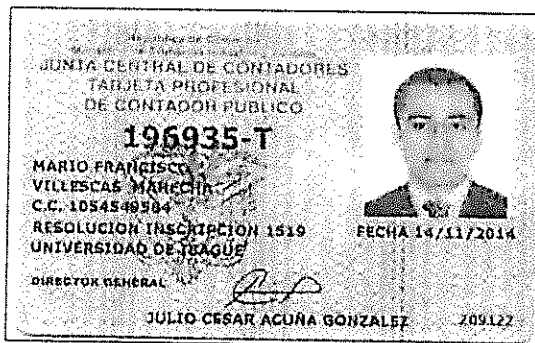 JUNTA CENTRAL DE CONTADORES
TARJETA PROFESIONAL
DE CONTADOR PUBLICO
196935-T
MARIO FRANCISCO
VILLESCAS MAHECHA
C.C. 1054549584
RESOLUCION INSCRIPCION 1519
UNIVERSIDAD DE IBAGUE
FECHA 14/11/2014
DIRECTOR GENERAL
JULIO CESAR ACUÑA GONZALEZ 209122